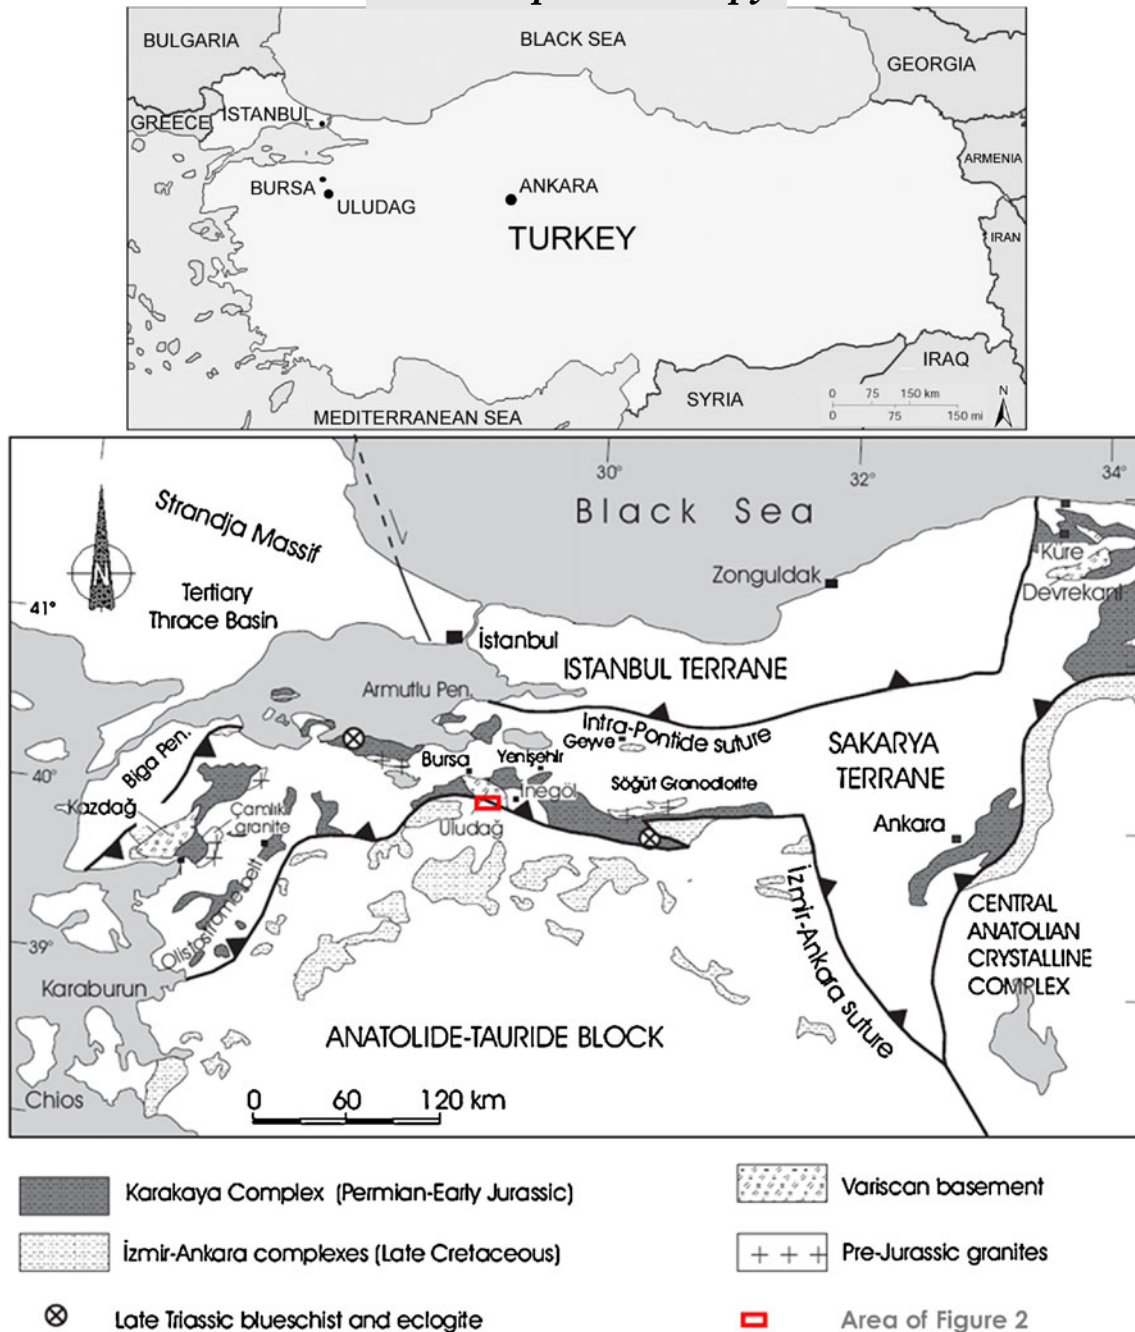 BULGARIA
BLACK SEA
GEORGIA
GREECE
ISTANBUL
ARMENIA
BURSA
ULUDAG
ANKARA
TURKEY
IRAN
IRAQ
SYRIA
MEDITERRANEAN SEA
N
0 75 150 km
0 75 150 mi
30°
32°
34°
Strandja Massif
Black Sea
N
Küre
Zonguldak
Devrekani
Tertiary
Thrace Basin
41°
İstanbul
ISTANBUL TERRANE
Armutlu Pen.
Intra-Pontide suture
Geyve
Biga Pen.
SAKARYA
TERRANE
Bursa
Yenişehir
40°
Söğüt Granodiorite
İnegöl
Kazdağ
Çamlık
granite
Uludağ
Ankara
Olistostrome belt
İzmir-Ankara suture
CENTRAL
ANATOLIAN
CRYSTALLINE
COMPLEX
39°
Karaburun
ANATOLIDE-TAURIDE BLOCK
Chios
0 60 120 km
Karakaya Complex (Permian-Early Jurassic)
Variscan basement
İzmir-Ankara complexes (Late Cretaceous)
Pre-Jurassic granites
Late Triassic blueschist and eclogite
Area of Figure 2